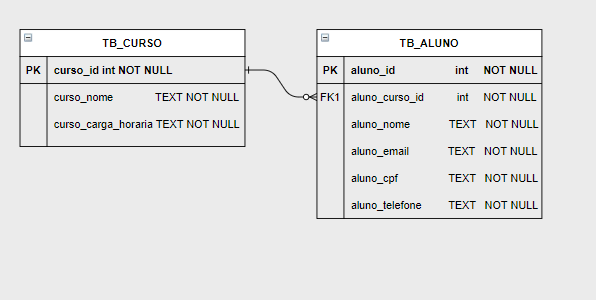 TB_CURSO
PK curso_id int NOT NULL
curso_nome TEXT NOT NULL
curso_carga_horaria TEXT NOT NULL
TB_ALUNO
PK aluno_id int NOT NULL
FK1 aluno_curso_id int NOT NULL
aluno_nome TEXT NOT NULL
aluno_email TEXT NOT NULL
aluno_cpf TEXT NOT NULL
aluno_telefone TEXT NOT NULL